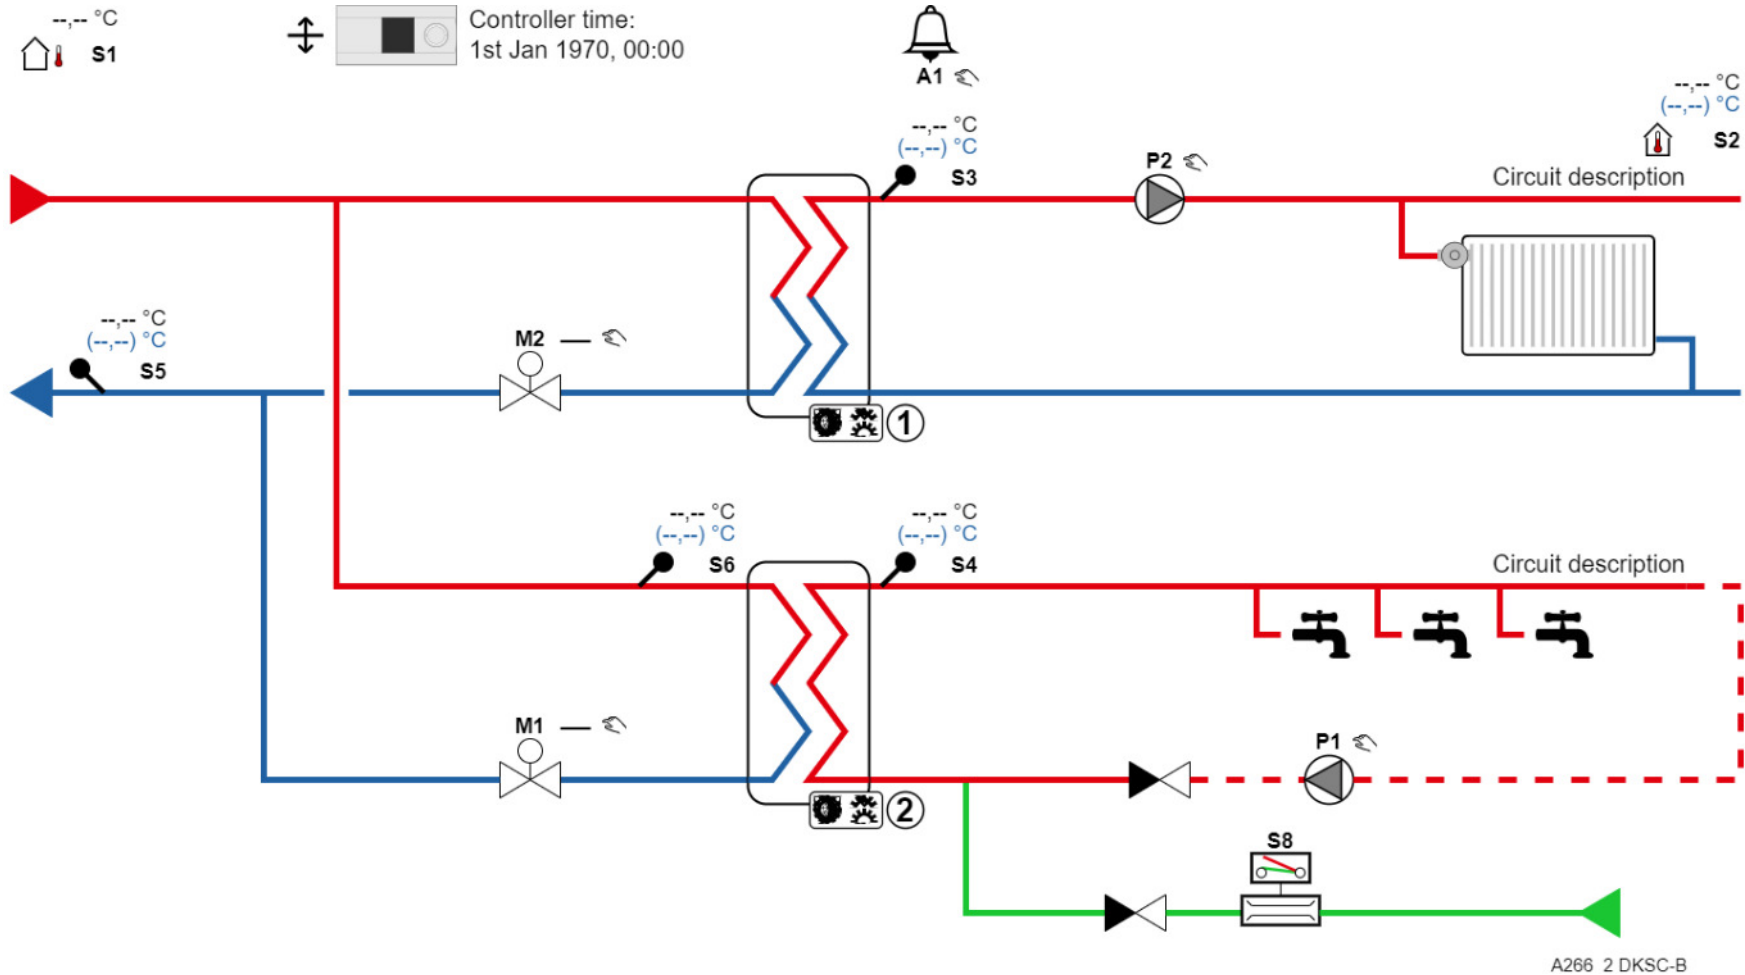 --,-- °C
S1
Controller time:
1st Jan 1970, 00:00
A1
--,-- °C
(--,--) °C
S2
--,-- °C
(--,--) °C
S3
P2
Circuit description
--,-- °C
(--,--) °C
S5
M2
1
--,-- °C
(--,--) °C
S6
--,-- °C
(--,--) °C
S4
Circuit description
M1
P1
2
S8
A266 2 DKSC-B